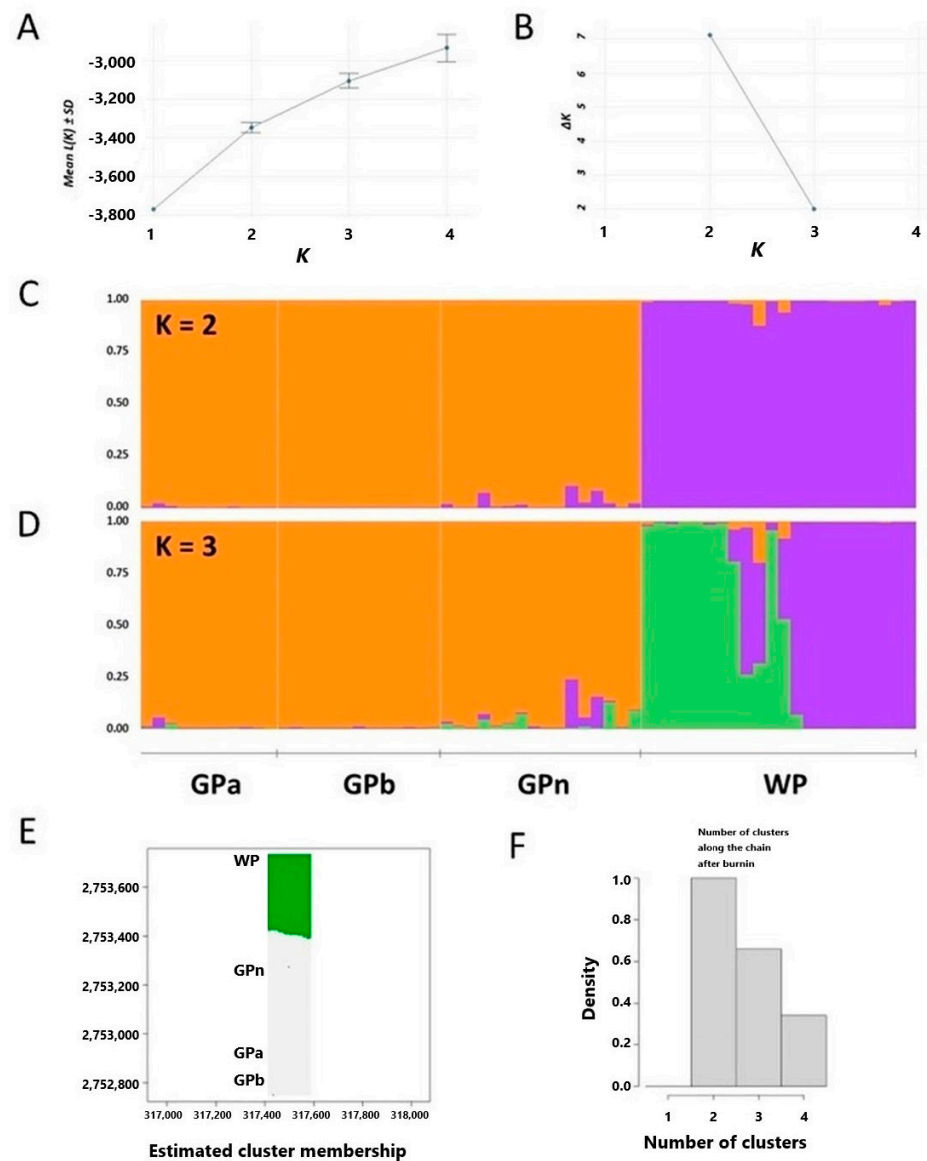 A
-3,000
-3,200
-3,400
-3,600
-3,800
Mean L(K) ± SD
1 2 3 4
K
B
7
6
5
4
3
2
ΔK
1 2 3 4
K
C
1.00
0.75
0.50
0.25
0.00
K = 2
D
1.00
0.75
0.50
0.25
0.00
K = 3
GPa GPb GPn WP
E
WP
GPn
GPa
GPb
2,753,600
2,753,400
2,753,200
2,753,000
2,752,800
317,000 317,200 317,400 317,600 317,800 318,000
Estimated cluster membership
F
Number of clusters
along the chain
after burnin
1.0
0.8
0.6
0.4
0.2
0.0
Density
1 2 3 4
Number of clusters